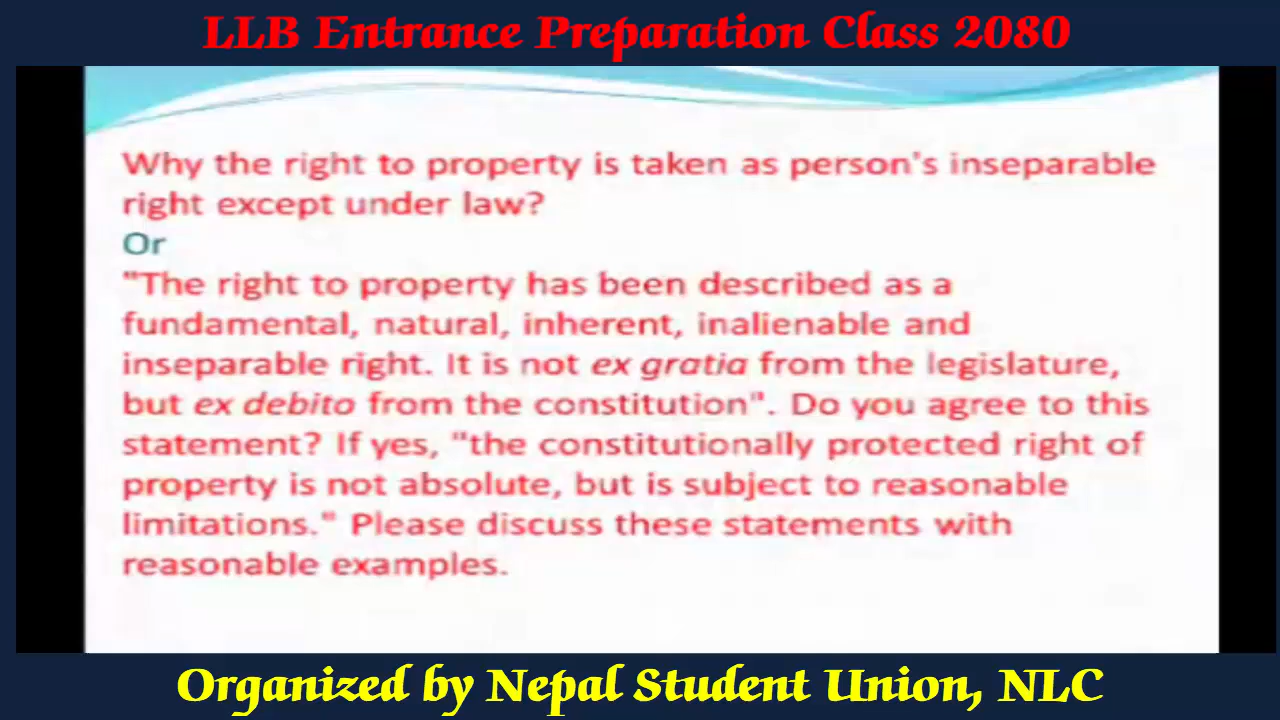 LLB Entrance Preparation Class 2080
Why the right to property is taken as person's inseparable
right except under law?
Or
"The right to property has been described as a
fundamental, natural, inherent, inalienable and
inseparable right. It is not ex gratia from the legislature,
but ex debito from the constitution". Do you agree to this
statement? If yes, "the constitutionally protected right of
property is not absolute, but is subject to reasonable
limitations." Please discuss these statements with
reasonable examples.
Organized by Nepal Student Union, NLC